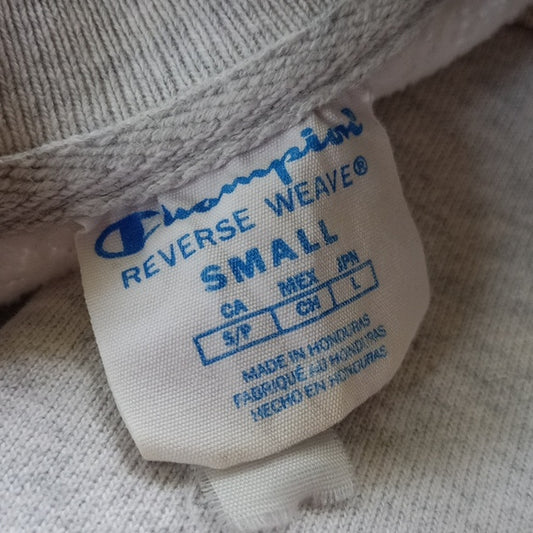 Champion
REVERSE WEAVE®
SMALL
CA MEX JPN
S/P CH L
MADE IN HONDURAS
FABRIQUÉ AU HONDURAS
HECHO EN HONDURAS